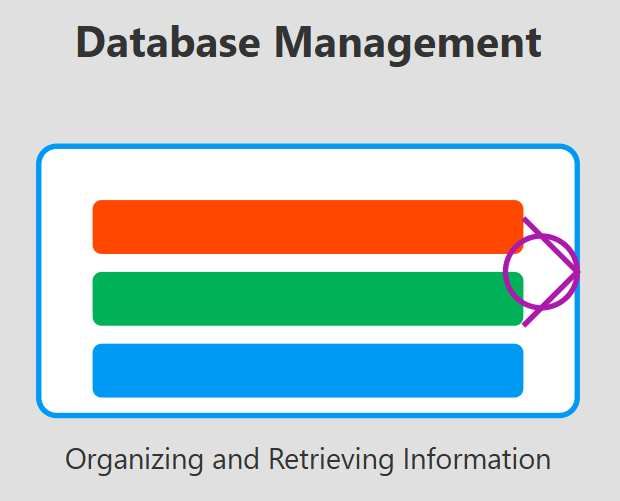 Database Management
Organizing and Retrieving Information